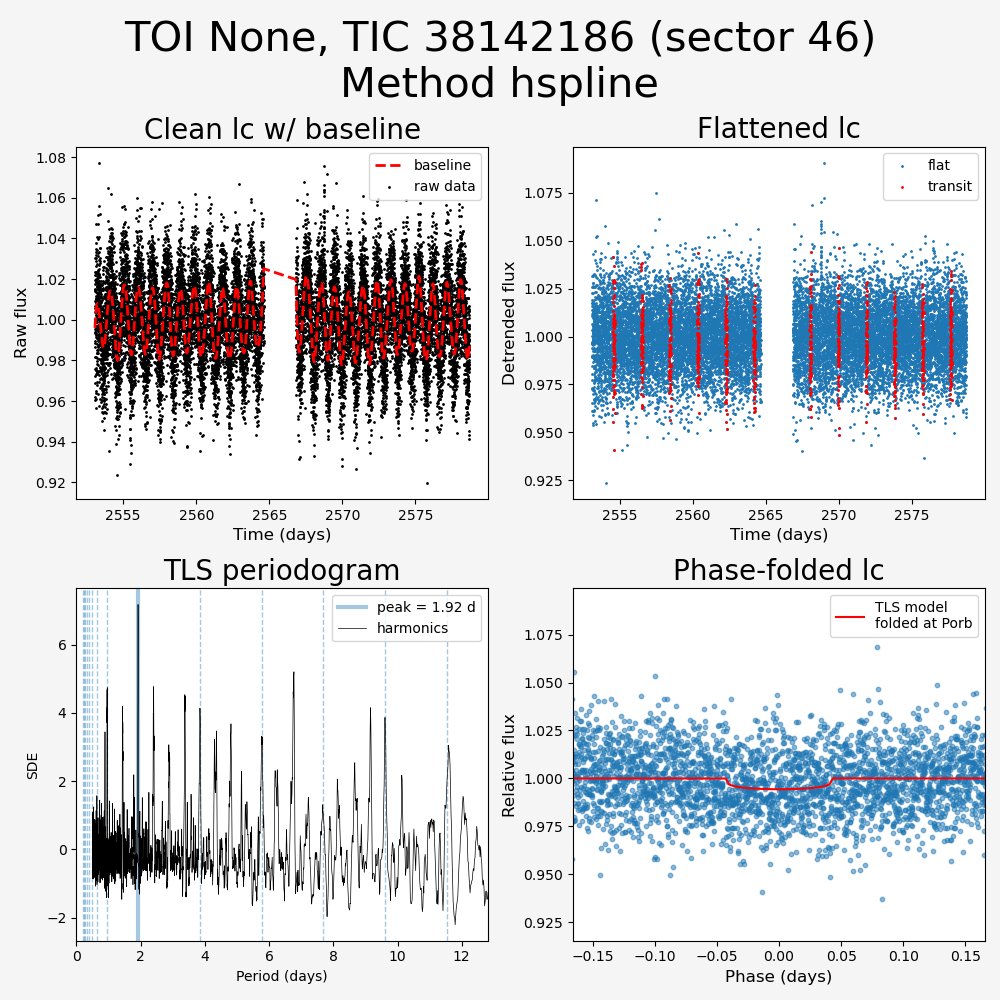 TOI None, TIC 38142186 (sector 46)
Method hspline
Clean lc w/ baseline
Raw flux
1.08
1.06
1.04
1.02
1.00
0.98
0.96
0.94
0.92
baseline
raw data
2555
2560
2565
2570
2575
Time (days)
Flattened lc
Detrended flux
1.075
1.050
1.025
1.000
0.975
0.950
0.925
flat
transit
2555
2560
2565
2570
2575
Time (days)
TLS periodogram
SDE
6
4
2
0
−2
peak = 1.92 d
harmonics
0
2
4
6
8
10
12
Period (days)
Phase-folded lc
Relative flux
1.075
1.050
1.025
1.000
0.975
0.950
0.925
TLS model
folded at Porb
−0.15
−0.10
−0.05
0.00
0.05
0.10
0.15
Phase (days)